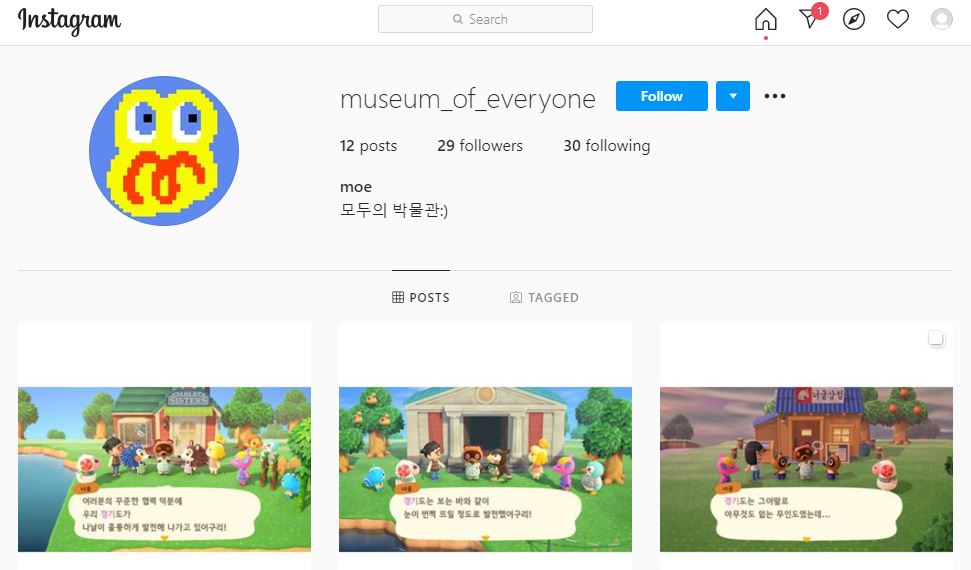 Instagram
Search
1
museum_of_everyone
Follow
12 posts 29 followers 30 following
moe
모두의 박물관:)
POSTS
TAGGED
ABLE SISTERS
너굴
여러분의 꾸준한 협력 덕분에
우리 경기도가
나날이 훌륭하게 발전해 나가고 있어구리!
너굴
경기도는 보는 바와 같이
눈이 번쩍 뜨일 정도로 발전했어구리!
너굴상점
너굴
경기도는 그야말로
아무것도 없는 무인도였는데...